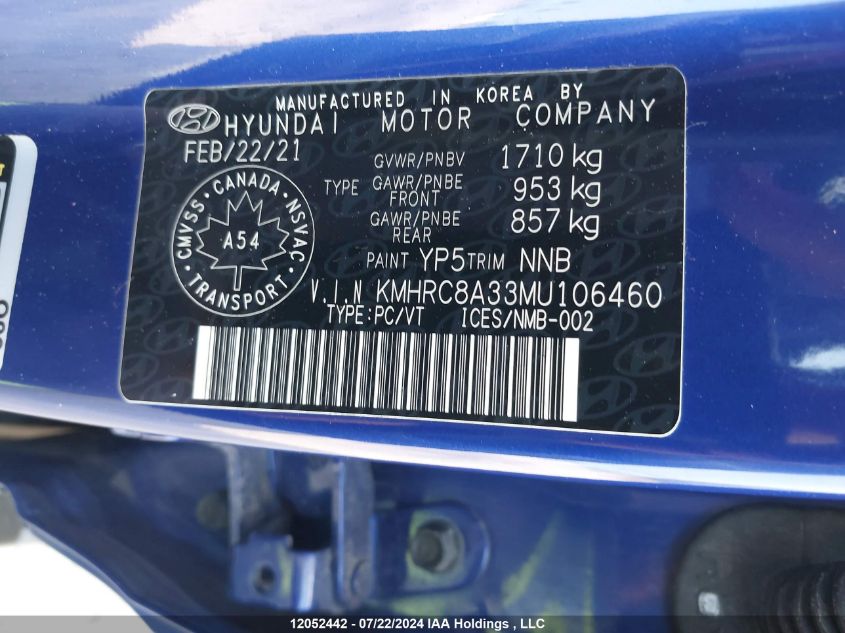 MANUFACTURED IN KOREA BY
HYUNDAI MOTOR COMPANY
FEB/22/21
GVWR/PNBV 1710 kg
TYPE GAWR/PNBE FRONT 953 kg
GAWR/PNBE REAR 857 kg
CMVSS • CANADA • NSVAC • TRANSPORT •
A54
PAINT YP5 TRIM NNB
V.I.N KMHRC8A33MU106460
TYPE:PC/VT ICES/NMB-002
12052442 - 07/22/2024 IAA Holdings , LLC